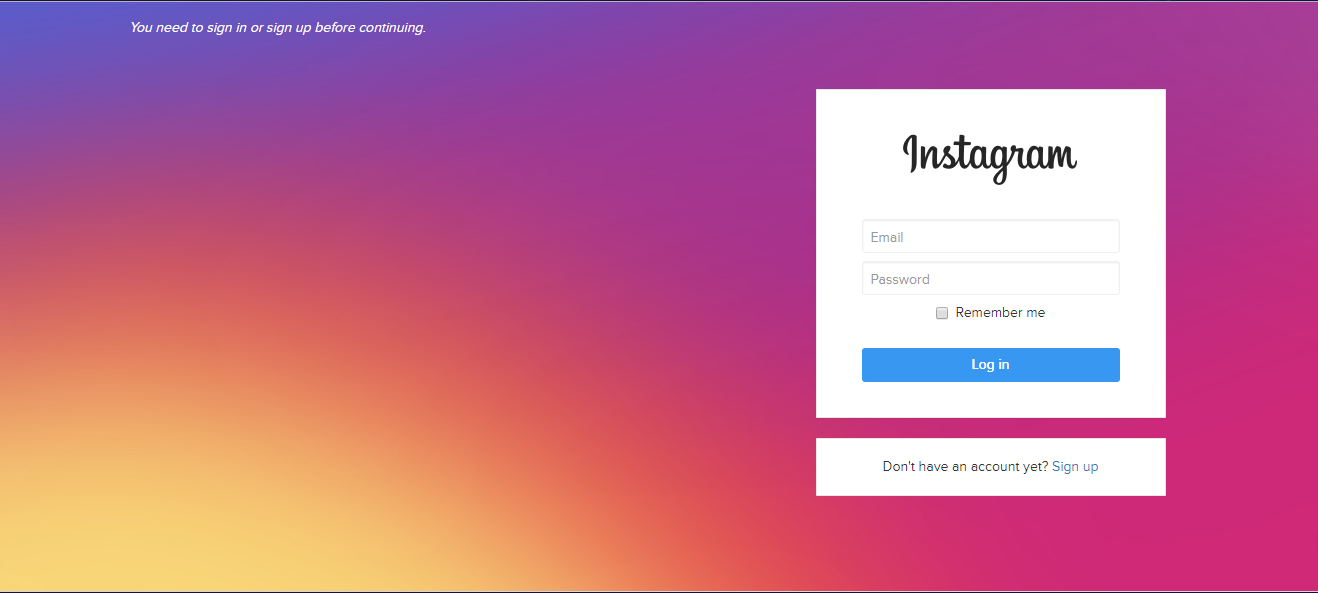 You need to sign in or sign up before continuing.
Instagram
Email
Password
Remember me
Log in
Don't have an account yet? Sign up